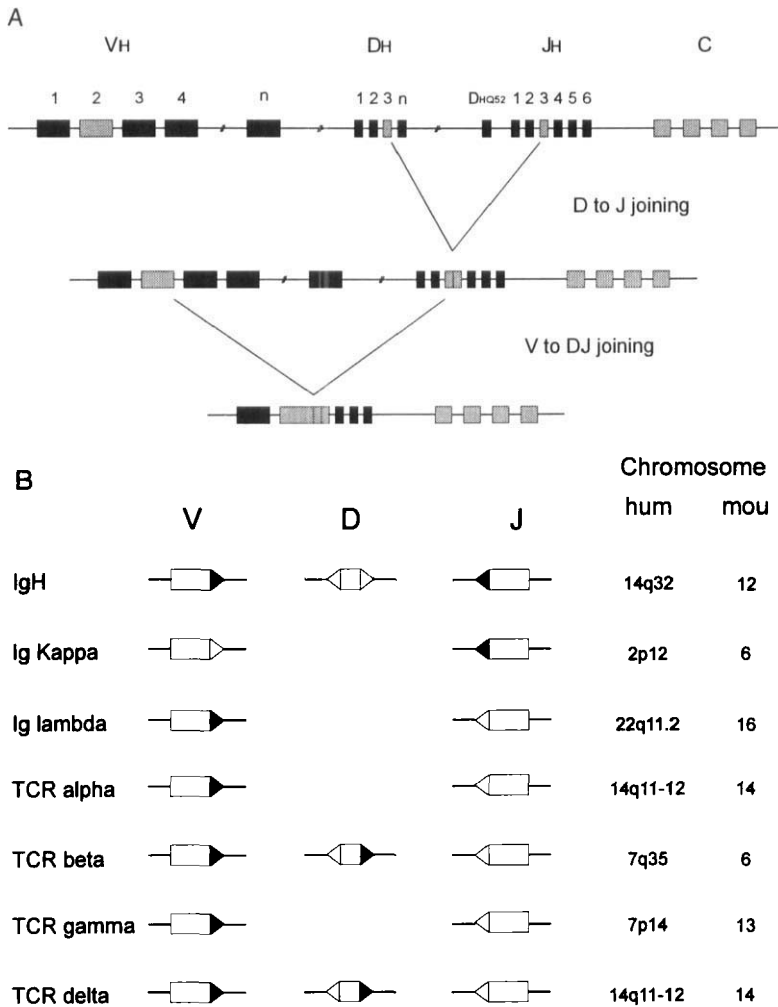 A
VH DH JH C
1 2 3 4 n 1 2 3 n DHQ52 1 2 3 4 5 6
D to J joining
V to DJ joining
B
Chromosome
V D J hum mou
IgH 14q32 12
Ig Kappa 2p12 6
Ig lambda 22q11.2 16
TCR alpha 14q11-12 14
TCR beta 7q35 6
TCR gamma 7p14 13
TCR delta 14q11-12 14